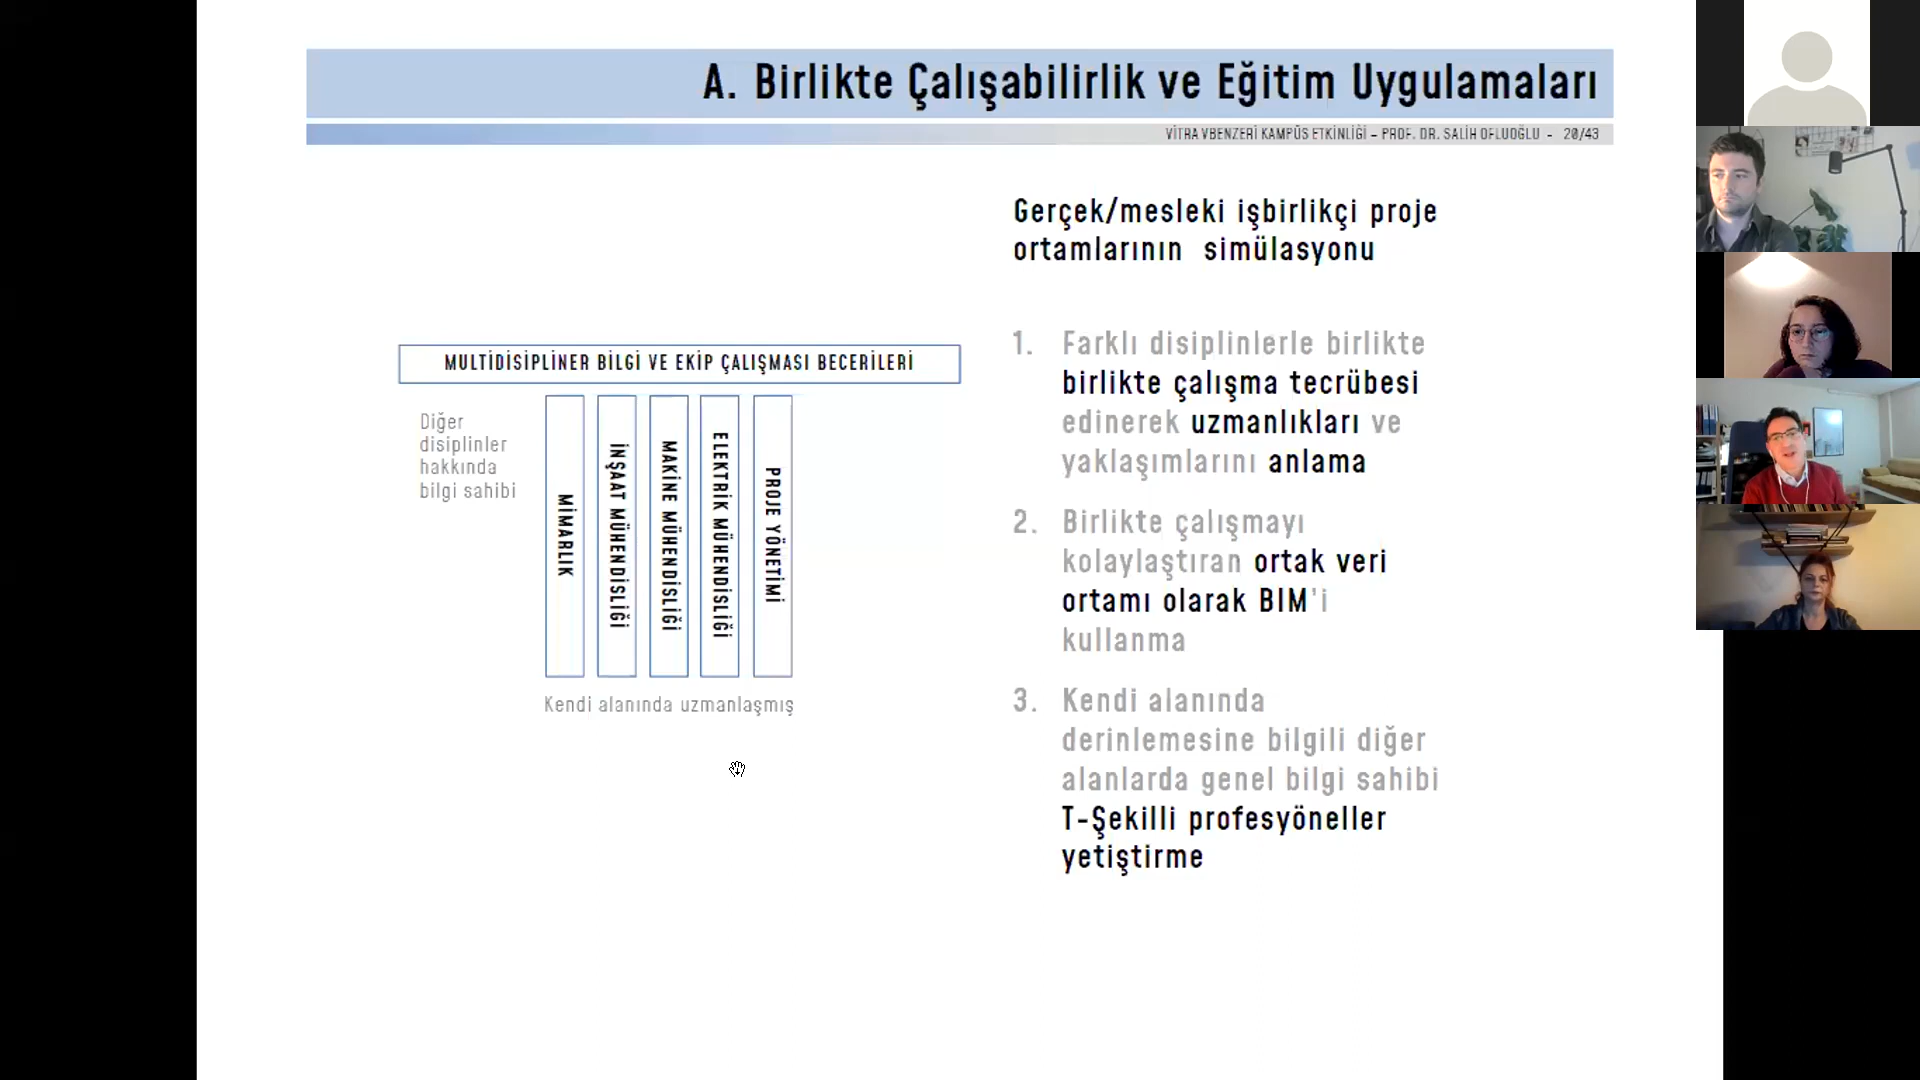 A. Birlikte Çalışabilirlik ve Eğitim Uygulamaları
VİTRA VBENZERİ KAMPÜS ETKİNLİĞİ – PROF. DR. SALİH OFLUOĞLU - 20/43
MULTİDİSİPLİNER BİLGİ VE EKİP ÇALIŞMASI BECERİLERİ
Diğer
disiplinler
hakkında
bilgi sahibi
MİMARLIK
İNŞAAT MÜHENDİSLİĞİ
MAKİNE MÜHENDİSLİĞİ
ELEKTRİK MÜHENDİSLİĞİ
PROJE YÖNETİMİ
Kendi alanında uzmanlaşmış
Gerçek/mesleki işbirlikçi proje
ortamlarının simülasyonu
1. Farklı disiplinlerle birlikte
birlikte çalışma tecrübesi
edinerek uzmanlıkları ve
yaklaşımlarını anlama
2. Birlikte çalışmayı
kolaylaştıran ortak veri
ortamı olarak BIM'i
kullanma
3. Kendi alanında
derinlemesine bilgili diğer
alanlarda genel bilgi sahibi
T-Şekilli profesyöneller
yetiştirme